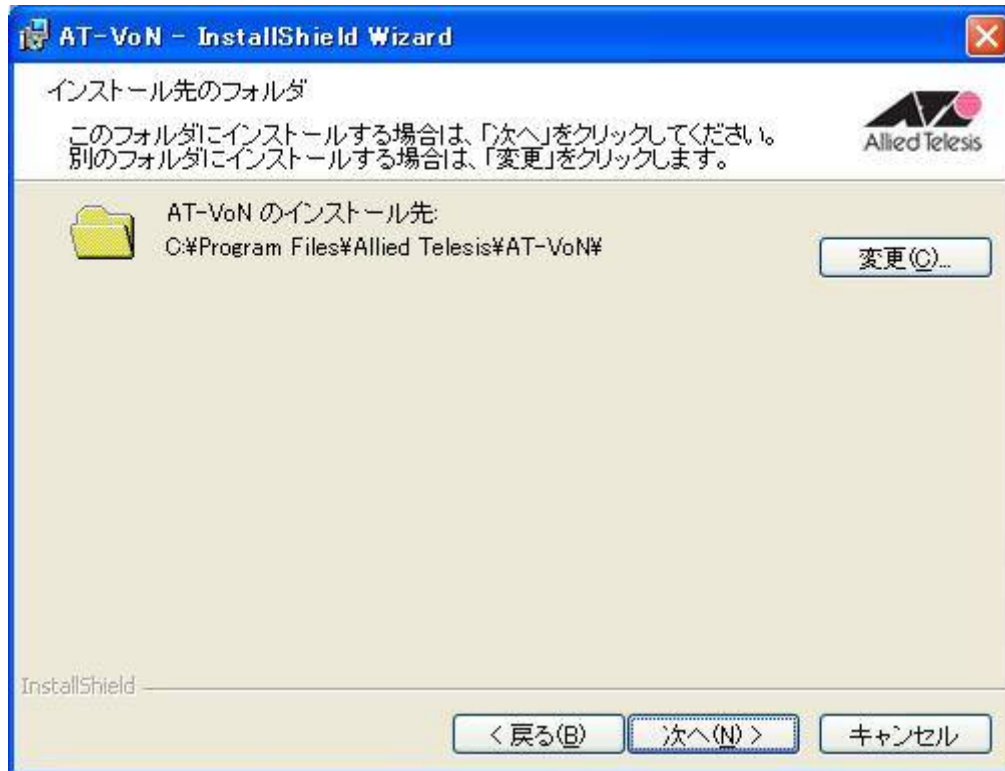 AT-VoN - InstallShield Wizard
インストール先のフォルダ
このフォルダにインストールする場合は、「次へ」をクリックしてください。
別のフォルダにインストールする場合は、「変更」をクリックします。
Allied Telesis
AT-VoN のインストール先:
C:¥Program Files¥Allied Telesis¥AT-VoN¥
変更(C)...
InstallShield
< 戻る(B)
次へ(N) >
キャンセル